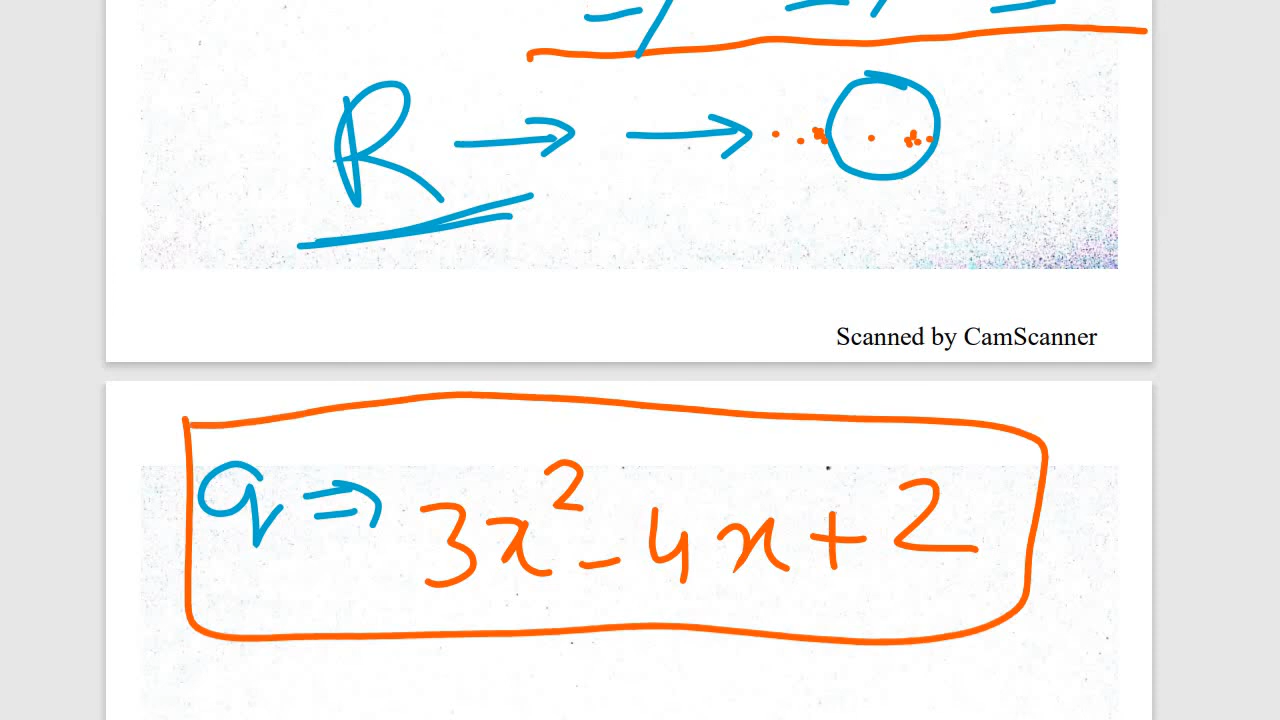 R → →
Scanned by CamScanner
q ⇒ 3x² - 4x + 2